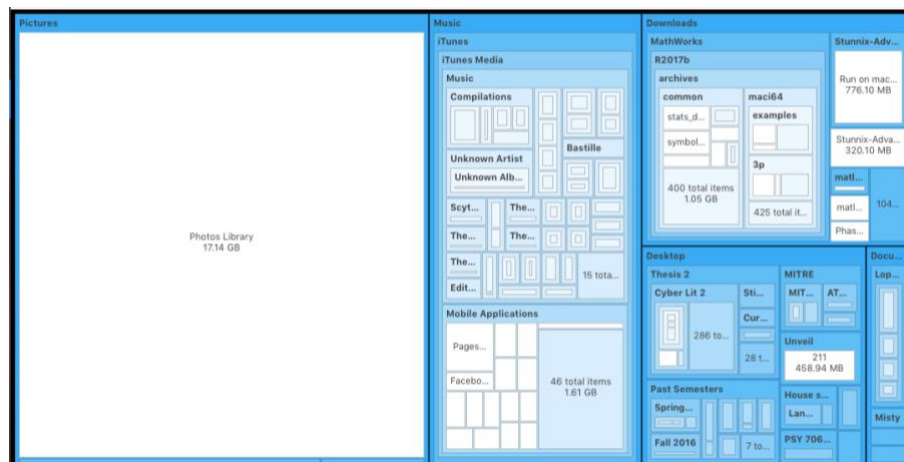 Pictures
Photos Library
17.14 GB
Music
iTunes
iTunes Media
Music
Compilations
Unknown Artist
Unknown Alb...
Bastille
Scyt...
The...
The...
The...
The...
Edit...
15 tota...
Mobile Applications
Pages...
Facebo...
46 total items
1.61 GB
Downloads
MathWorks
R2017b
archives
common
stats_d...
symbol...
400 total items
1.05 GB
maci64
examples
3p
425 total it...
Stunnix-Adv...
Run on mac...
776.10 MB
Stunnix-Adva...
320.10 MB
matl...
matl...
Phas...
104...
Desktop
Thesis 2
Cyber Lit 2
286 to...
Sti...
Cur...
28 t...
Past Semesters
Spring...
Fall 2016
7 to...
MITRE
MIT...
AT...
Unveil
211
458.94 MB
House s...
Lan...
PSY 706...
Docu...
Lop...
Misty